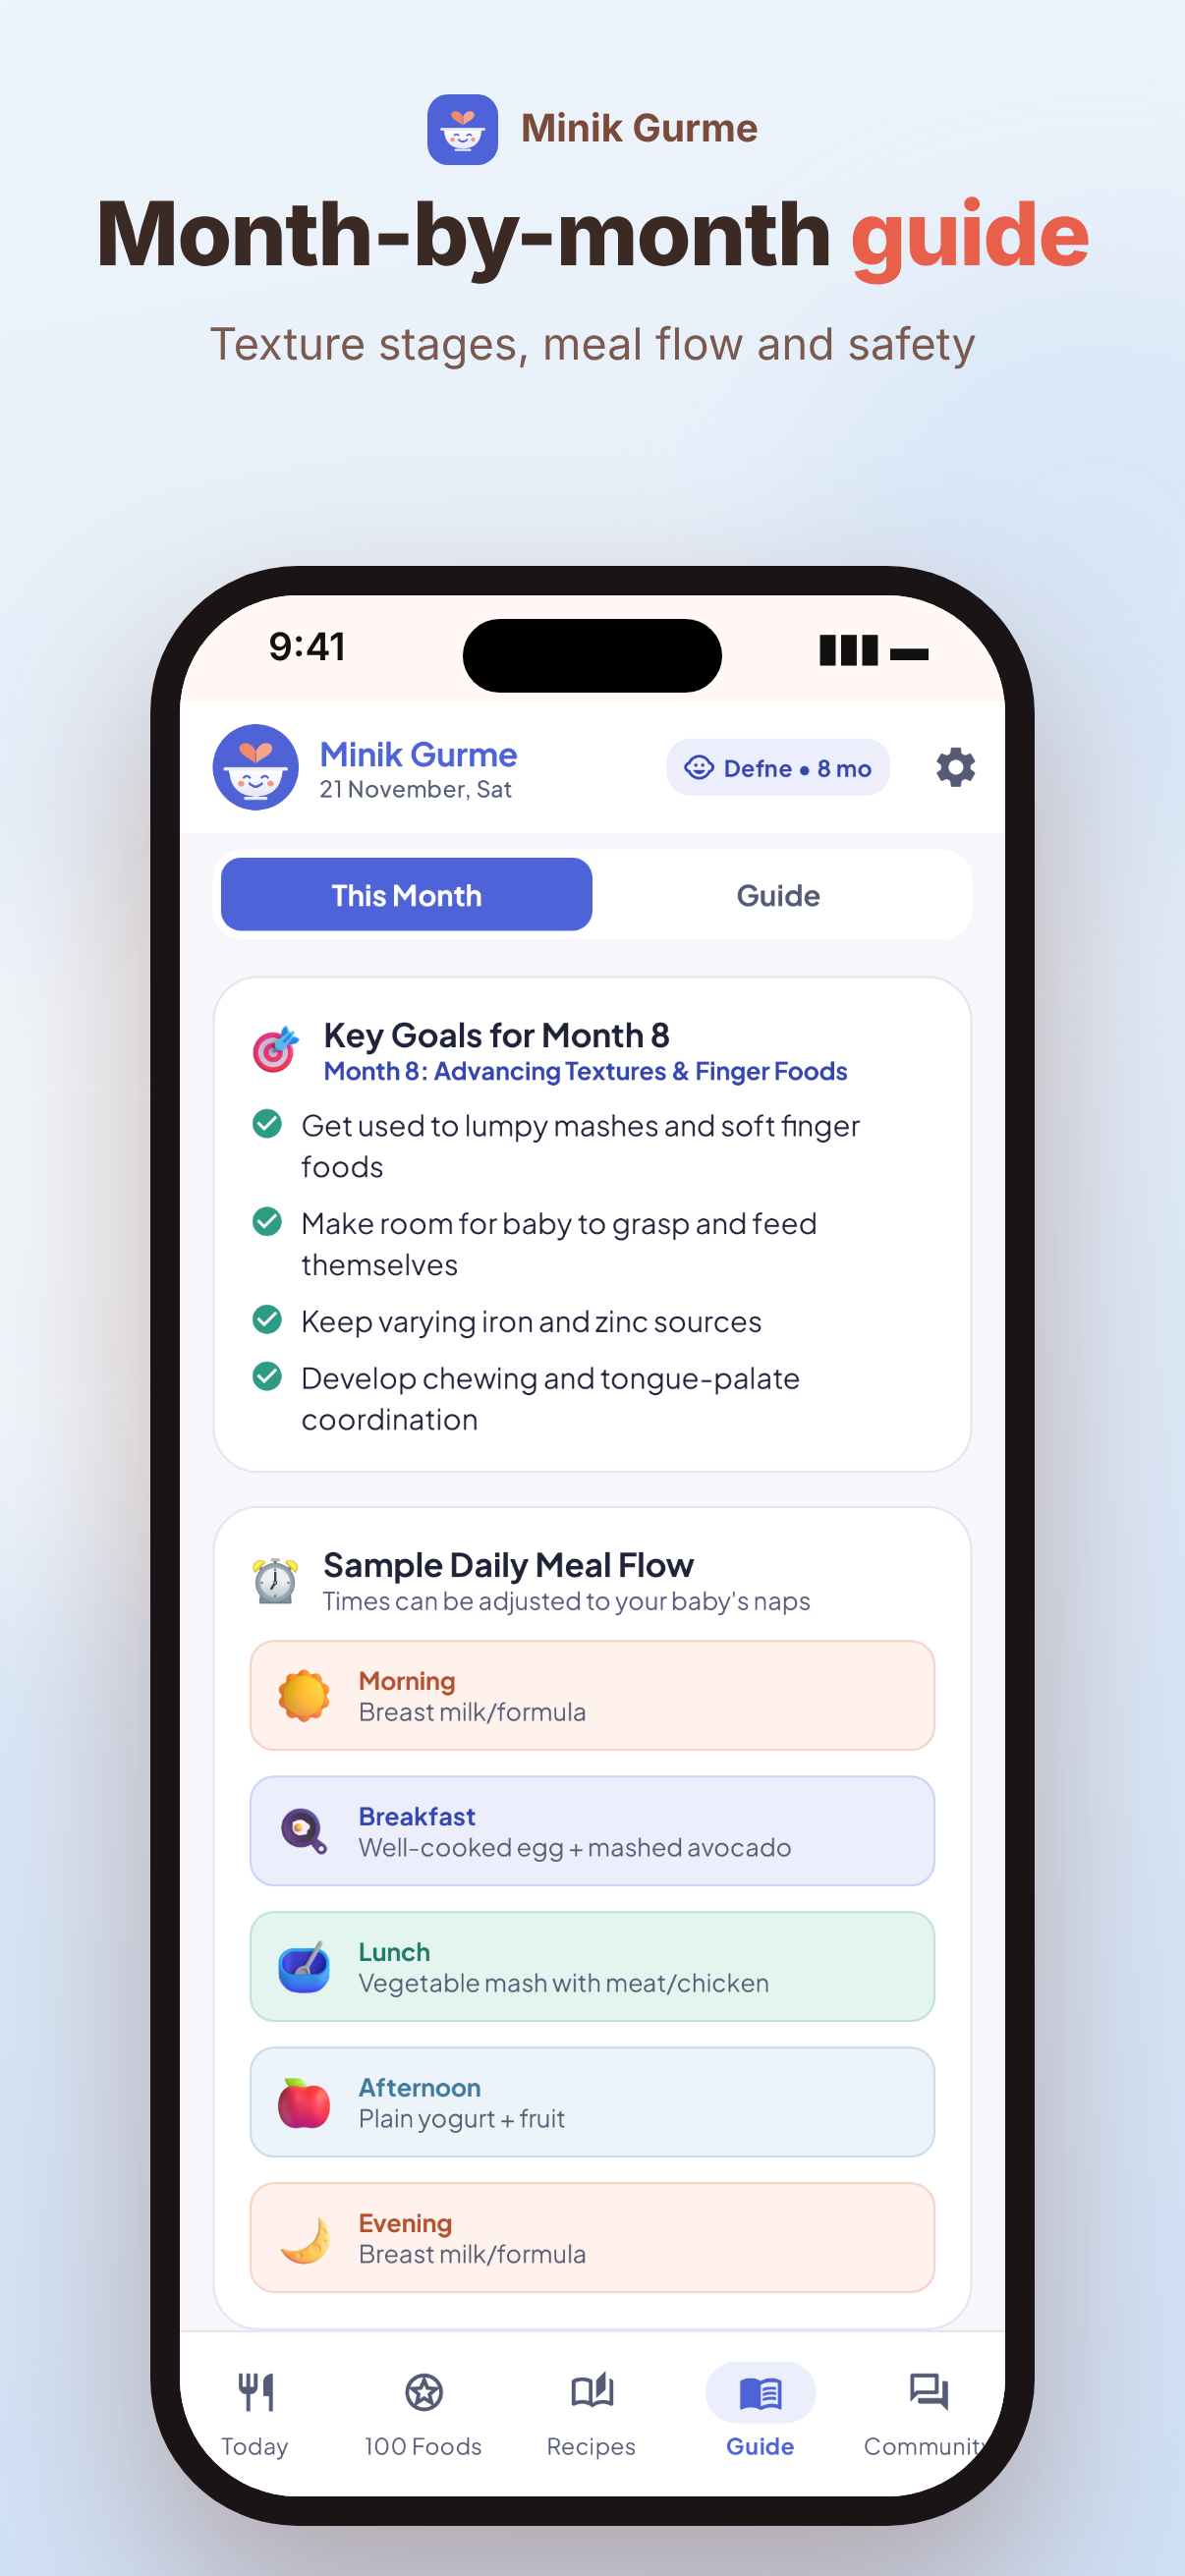 Minik Gurme
Month-by-month guide
Texture stages, meal flow and safety
9:41
Minik Gurme
21 November, Sat
Defne • 8 mo
This Month
Guide
Key Goals for Month 8
Month 8: Advancing Textures & Finger Foods
Get used to lumpy mashes and soft finger
foods
Make room for baby to grasp and feed
themselves
Keep varying iron and zinc sources
Develop chewing and tongue-palate
coordination
Sample Daily Meal Flow
Times can be adjusted to your baby's naps
Morning
Breast milk/formula
Breakfast
Well-cooked egg + mashed avocado
Lunch
Vegetable mash with meat/chicken
Afternoon
Plain yogurt + fruit
Evening
Breast milk/formula
Today
100 Foods
Recipes
Guide
Community